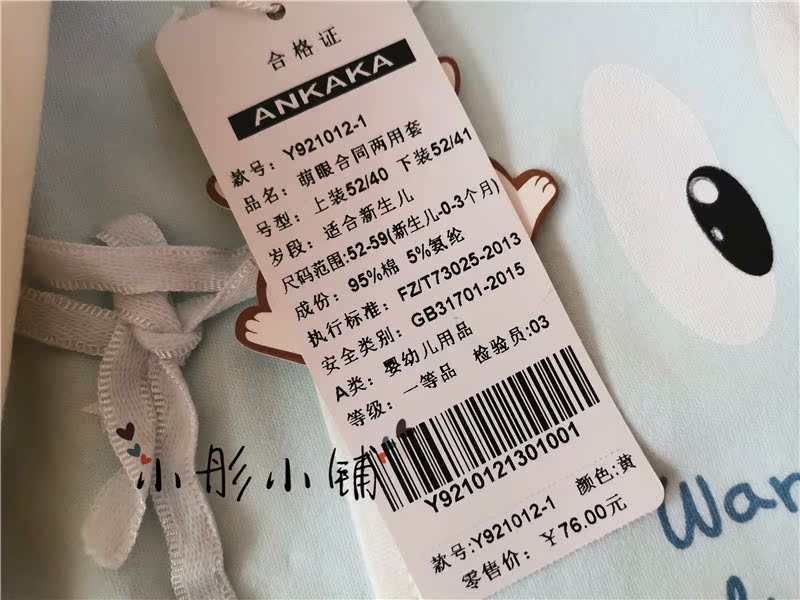 合格证
ANKAKA
款号: Y921012-1
品名: 萌眼合同两用套
号型: 上装52/40 下装52/41
岁段: 适合新生儿
尺码范围:52-59(新生儿-0-3个月)
成份: 95%棉 5%氨纶
执行标准: FZ/T73025-2013
安全类别: GB31701-2015
A类: 婴幼儿用品
等级: 一等品 检验员:03
Y9210121301001
款号:Y921012-1 颜色:黄
零售价: ￥76.00元
小彤小铺
Wan